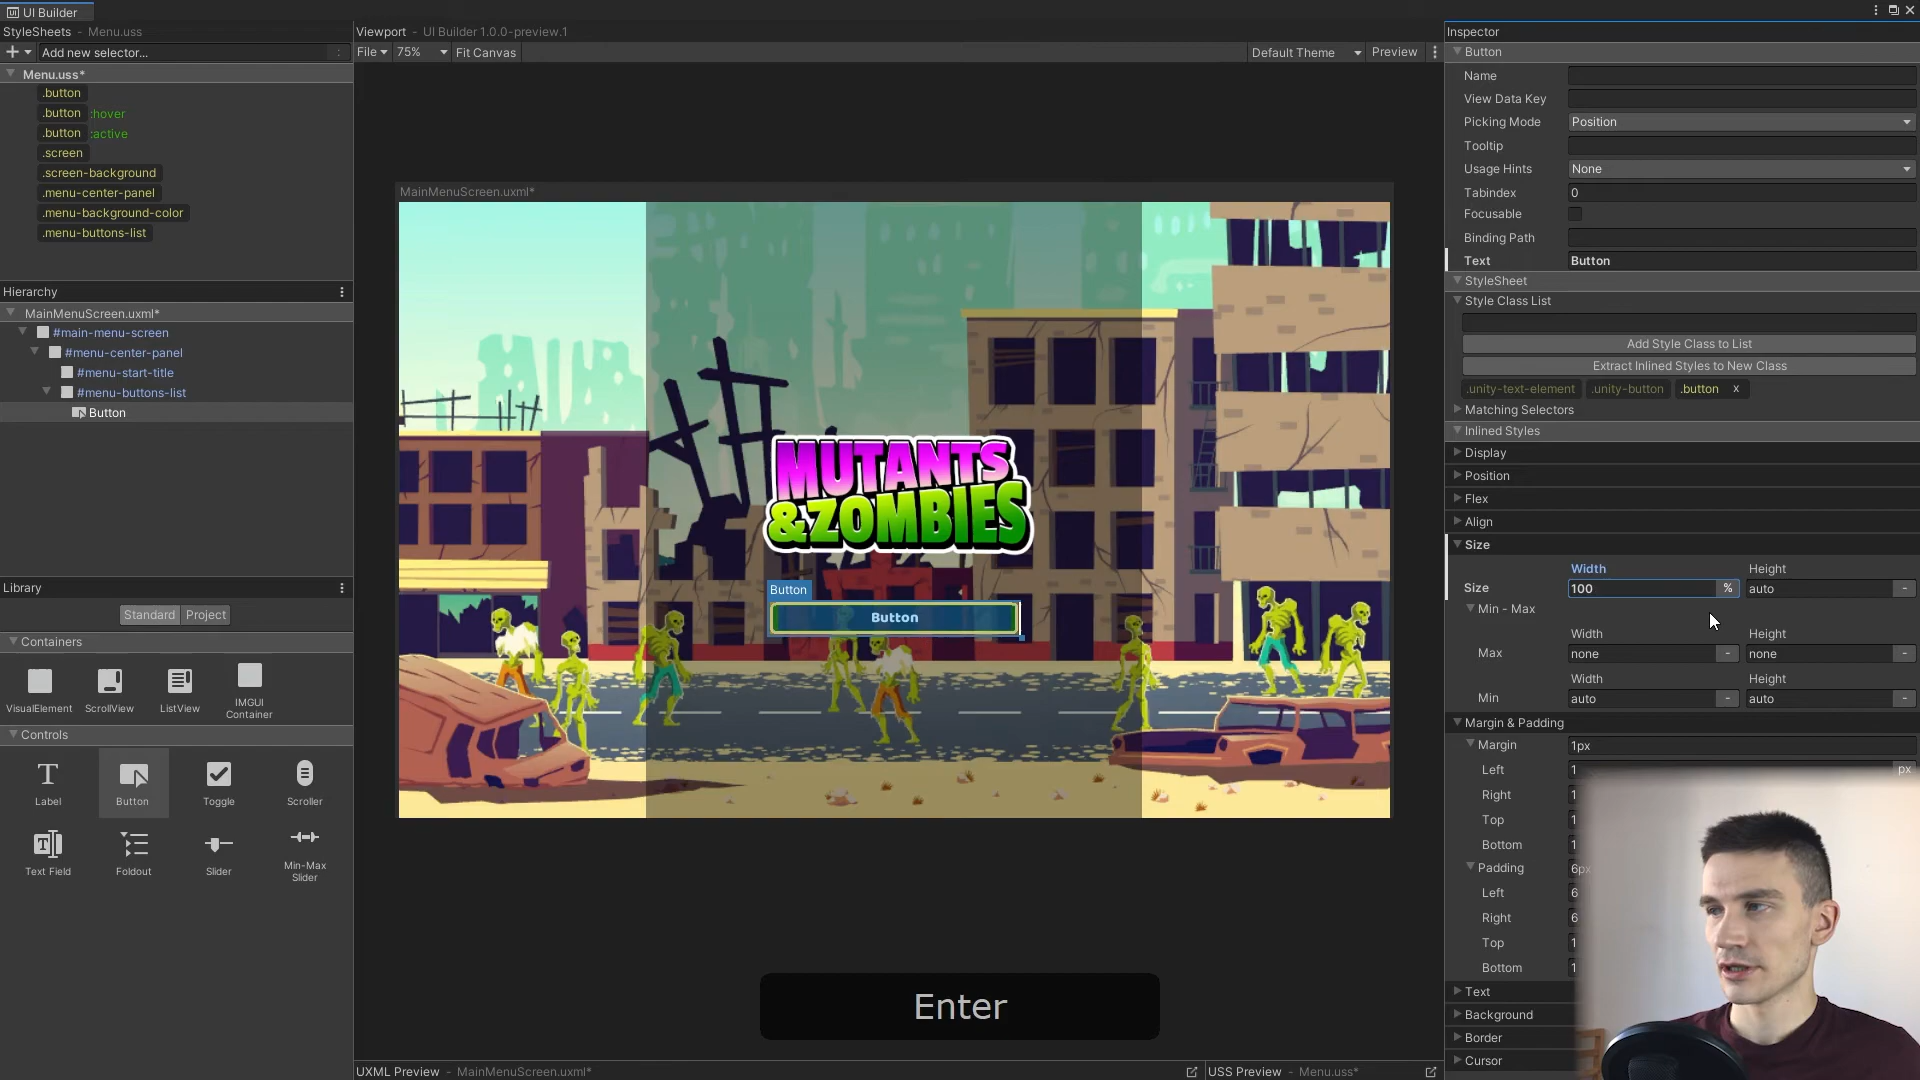 UI Builder
StyleSheets - Menu.uss
Add new selector...
Menu.uss*
.button
.button :hover
.button :active
.screen
.screen-background
.menu-center-panel
.menu-background-color
.menu-buttons-list
Hierarchy
MainMenuScreen.uxml*
#main-menu-screen
#menu-center-panel
#menu-start-title
#menu-buttons-list
Button
Library
Standard Project
Containers
VisualElement ScrollView ListView IMGUI Container
Controls
Label Button Toggle Scroller
Text Field Foldout Slider Min-Max Slider
Viewport - UI Builder 1.0.0-preview.1
File 75% Fit Canvas Default Theme Preview
MainMenuScreen.uxml*
MUTANTS
&ZOMBIES
Button
Button
Enter
UXML Preview - MainMenuScreen.uxml* USS Preview - Menu.uss*
Inspector
Button
Name
View Data Key
Picking Mode Position
Tooltip
Usage Hints None
Tabindex 0
Focusable
Binding Path
Text Button
StyleSheet
Style Class List
Add Style Class to List
Extract Inlined Styles to New Class
.unity-text-element .unity-button .button x
Matching Selectors
Inlined Styles
Display
Position
Flex
Align
Size
Width Height
Size 100 % auto -
Min - Max
Width Height
Max none - none -
Width Height
Min auto - auto -
Margin & Padding
Margin 1px
Left 1 px
Right 1
Top 1
Bottom 1
Padding 6px
Left 6
Right 6
Top 1
Bottom 1
Text
Background
Border
Cursor